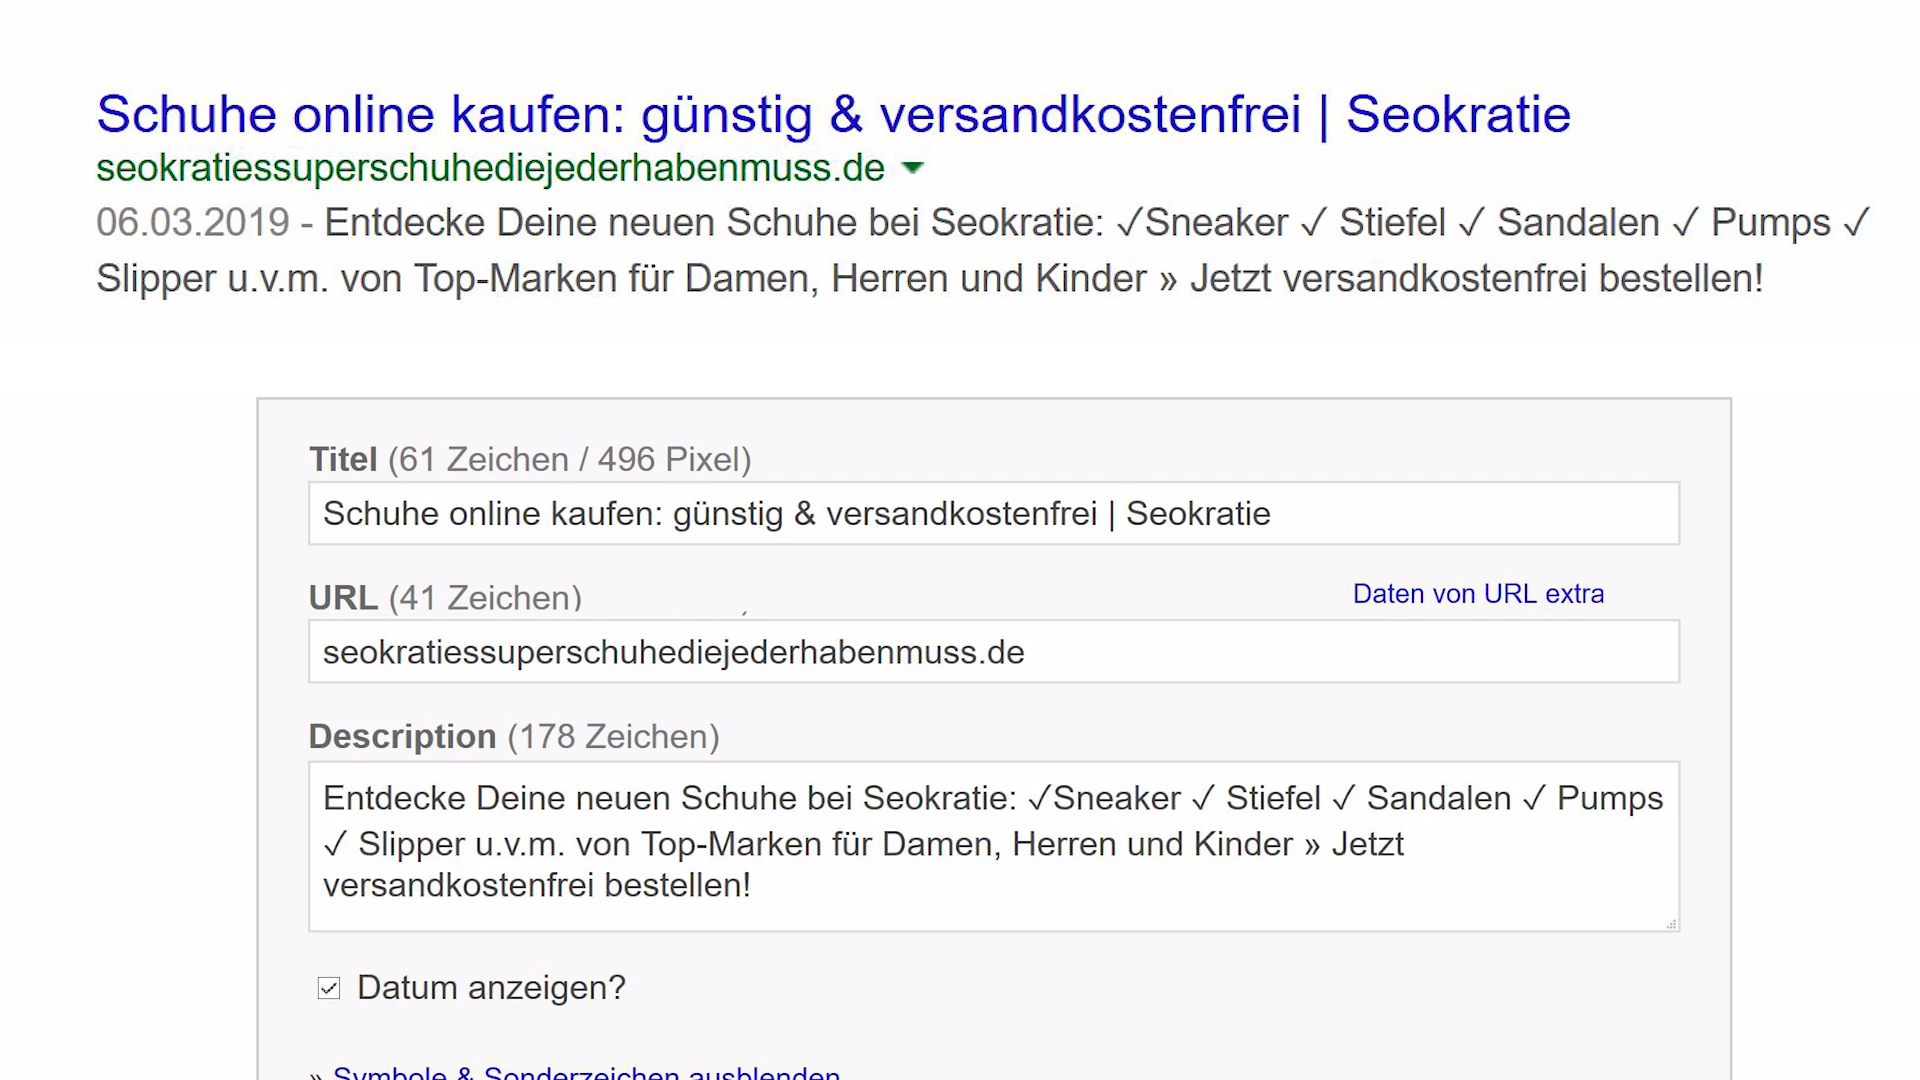 Schuhe online kaufen: günstig & versandkostenfrei | Seokratie
seokratiessuperschuhediejederhabenmuss.de
06.03.2019 - Entdecke Deine neuen Schuhe bei Seokratie: ✓Sneaker ✓ Stiefel ✓ Sandalen ✓ Pumps ✓
Slipper u.v.m. von Top-Marken für Damen, Herren und Kinder » Jetzt versandkostenfrei bestellen!
Titel (61 Zeichen / 496 Pixel)
Schuhe online kaufen: günstig & versandkostenfrei | Seokratie
URL (41 Zeichen)
Daten von URL extra
seokratiessuperschuhediejederhabenmuss.de
Description (178 Zeichen)
Entdecke Deine neuen Schuhe bei Seokratie: ✓Sneaker ✓ Stiefel ✓ Sandalen ✓ Pumps
✓ Slipper u.v.m. von Top-Marken für Damen, Herren und Kinder » Jetzt
versandkostenfrei bestellen!
Datum anzeigen?
» Symbole & Sonderzeichen ausblenden